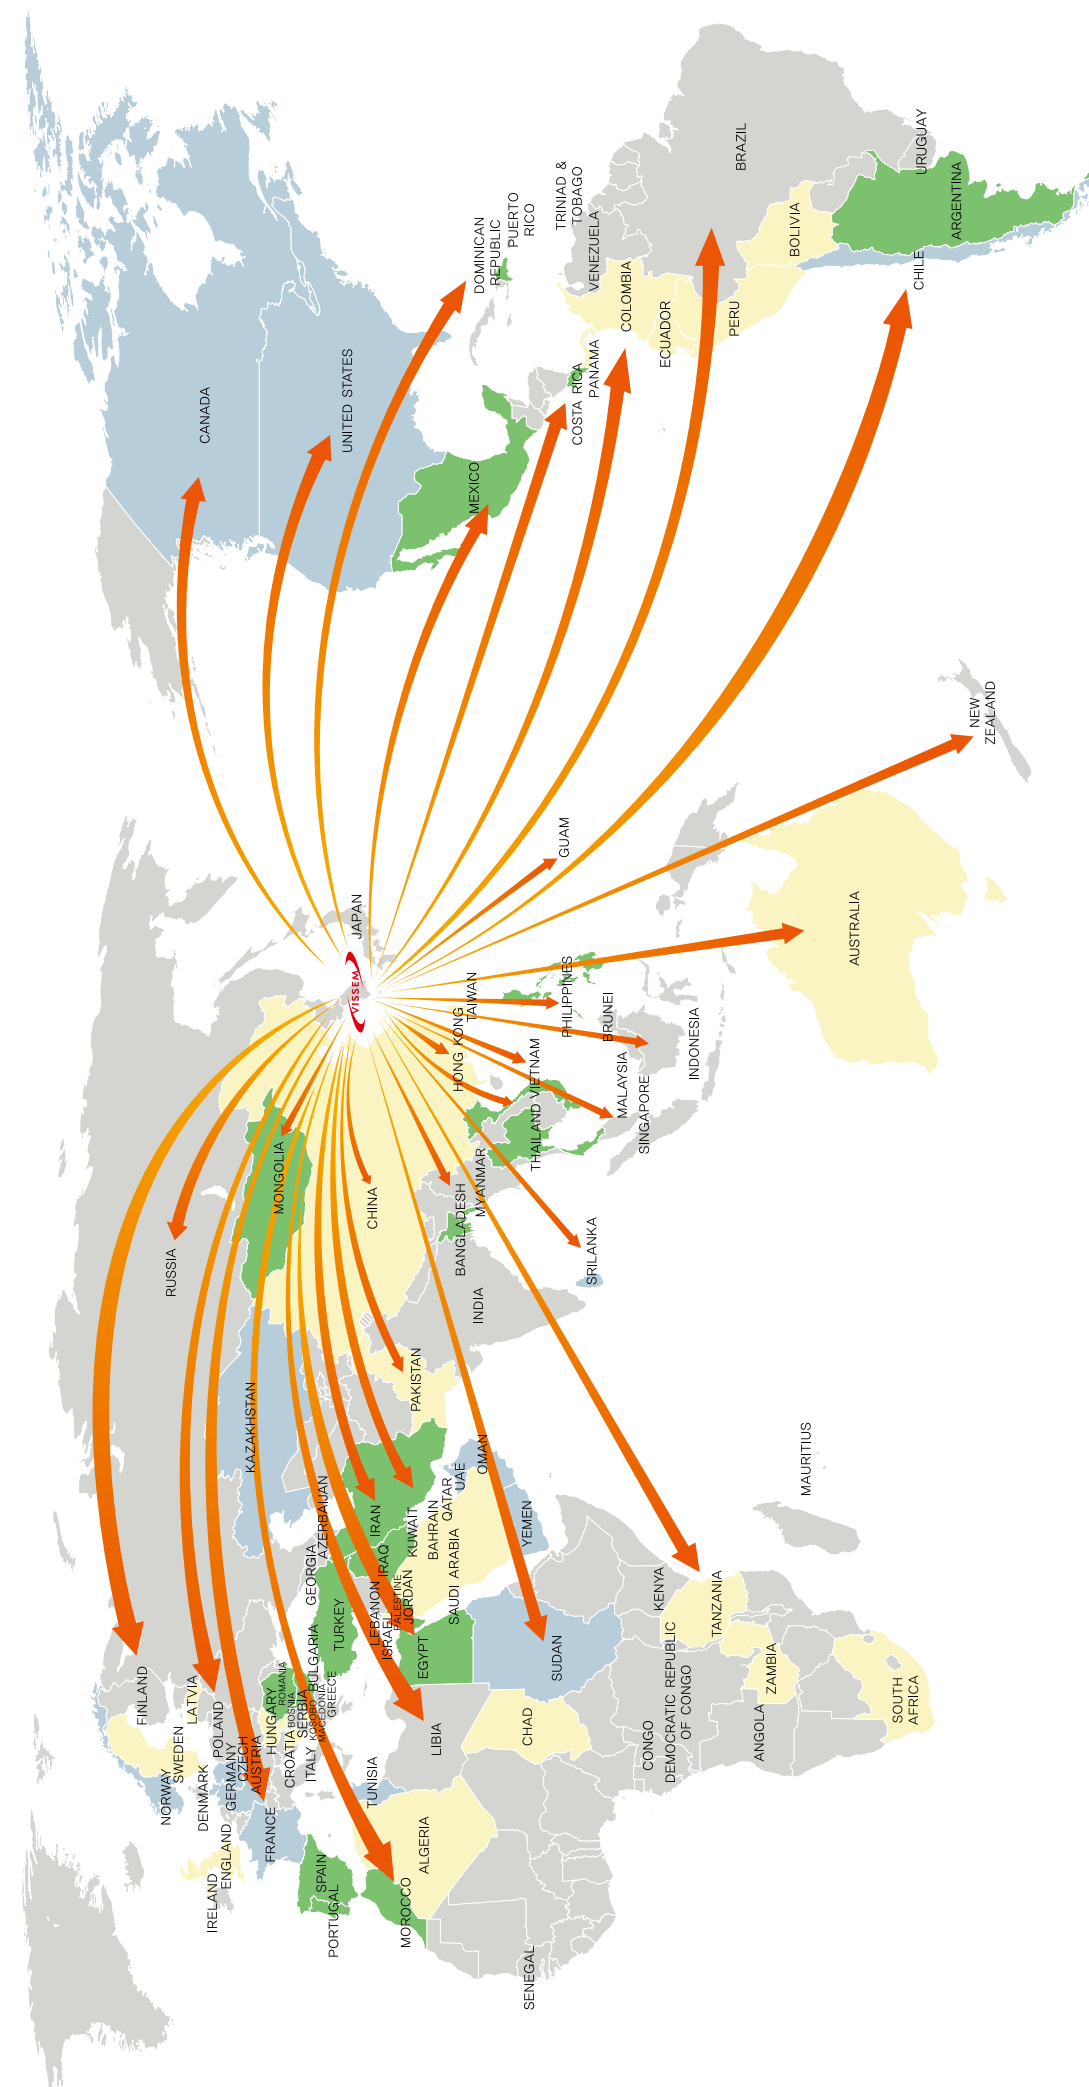 FINLAND
NORWAY
SWEDEN
LATVIA
DENMARK
POLAND
IRELAND
ENGLAND
GERMANY
CZECH
AUSTRIA
FRANCE
HUNGARY
ROMANIA
CROATIA
BOSNIA
SERBIA
BULGARIA
ITALY
KOSOBO
MACEDONIA
GREECE
SPAIN
PORTUGAL
TURKEY
GEORGIA
AZERBAIJAN
KAZAKHSTAN
RUSSIA
MONGOLIA
CHINA
VISSEM
JAPAN
TUNISIA
MOROCCO
ALGERIA
LIBIA
EGYPT
LEBANON
ISRAEL
PALESTINE
JORDAN
IRAQ
IRAN
KUWAIT
BAHRAIN
QATAR
UAE
OMAN
SAUDI ARABIA
YEMEN
PAKISTAN
INDIA
BANGLADESH
MYANMAR
SRILANKA
HONG KONG
TAIWAN
THAILAND
VIETNAM
PHILIPPINES
GUAM
BRUNEI
MALAYSIA
SINGAPORE
INDONESIA
AUSTRALIA
NEW
ZEALAND
SENEGAL
CHAD
SUDAN
CONGO
DEMOCRATIC REPUBLIC
OF CONGO
KENYA
TANZANIA
ANGOLA
ZAMBIA
MAURITIUS
SOUTH
AFRICA
CANADA
UNITED STATES
MEXICO
DOMINICAN
REPUBLIC
PUERTO
RICO
TRINIAD &
TOBAGO
COSTA RICA
PANAMA
VENEZUELA
COLOMBIA
ECUADOR
PERU
BRAZIL
BOLIVIA
CHILE
ARGENTINA
URUGUAY